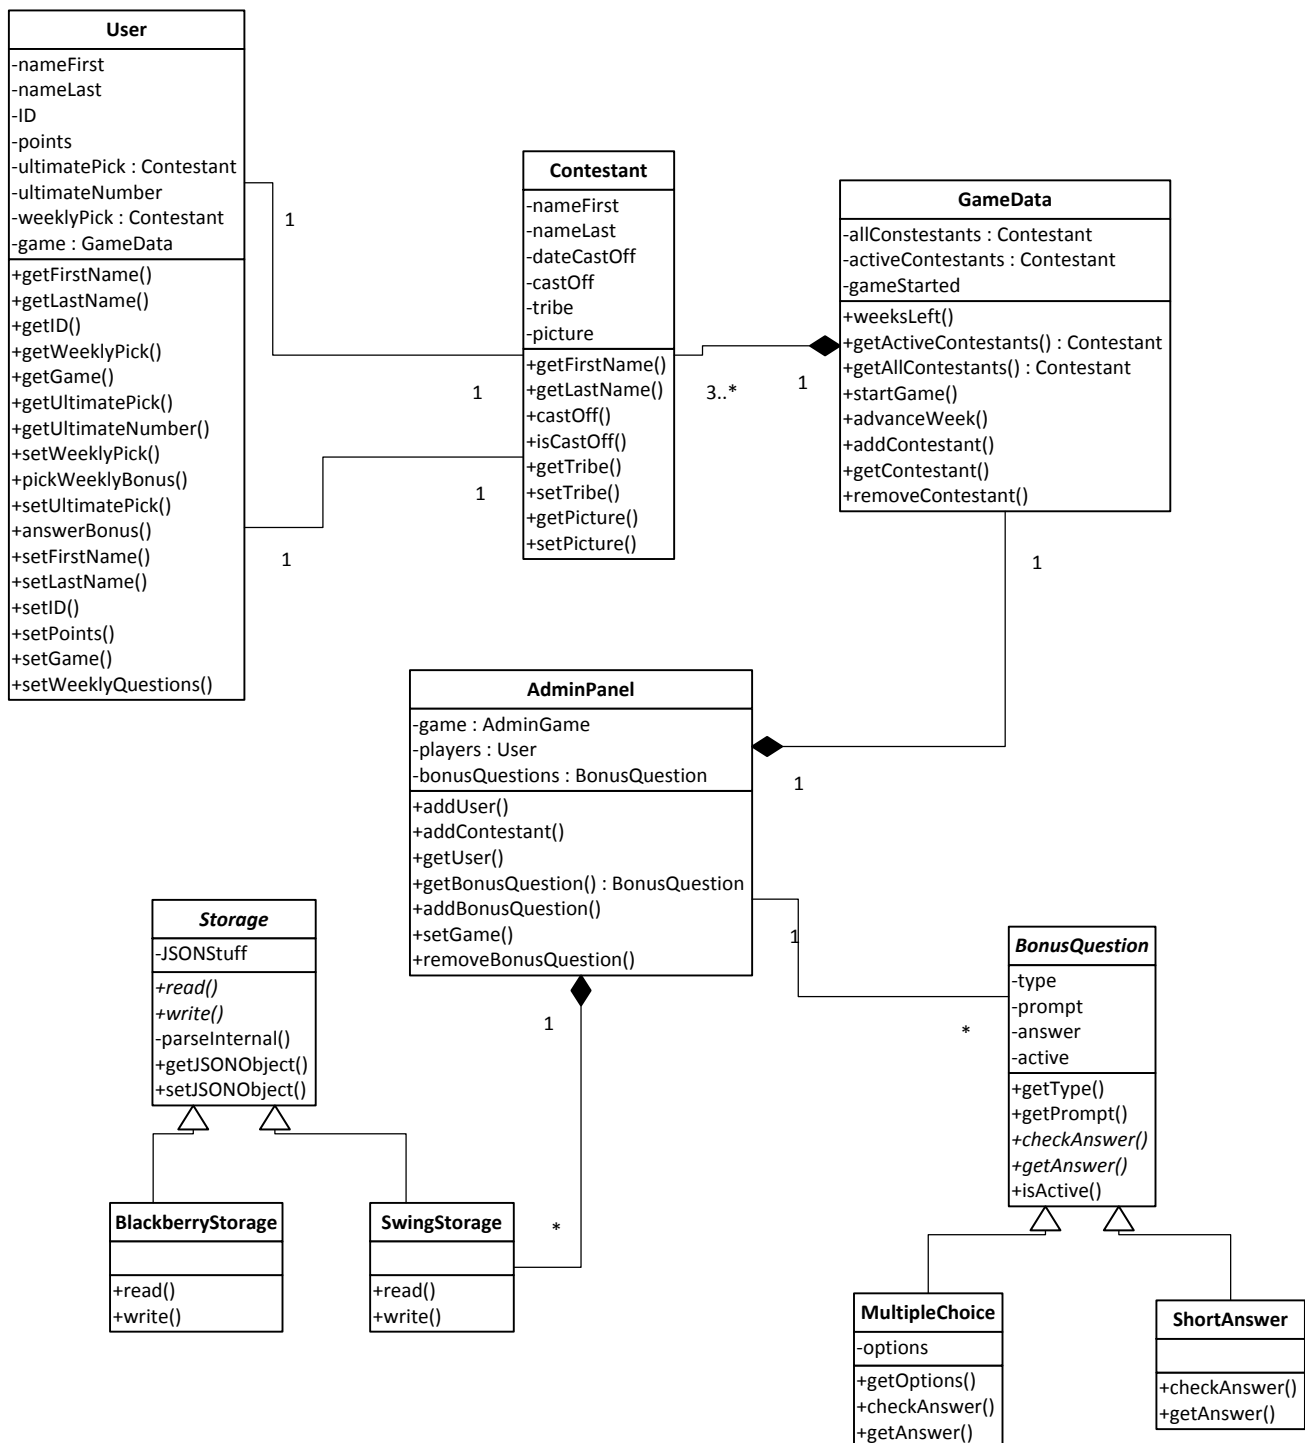 User
-nameFirst
-nameLast
-ID
-points
-ultimatePick : Contestant
-ultimateNumber
-weeklyPick : Contestant
-game : GameData
+getFirstName()
+getLastName()
+getID()
+getWeeklyPick()
+getGame()
+getUltimatePick()
+getUltimateNumber()
+setWeeklyPick()
+pickWeeklyBonus()
+setUltimatePick()
+answerBonus()
+setFirstName()
+setLastName()
+setID()
+setPoints()
+setGame()
+setWeeklyQuestions()
1
1
1
1
Contestant
-nameFirst
-nameLast
-dateCastOff
-castOff
-tribe
-picture
+getFirstName()
+getLastName()
+castOff()
+isCastOff()
+getTribe()
+setTribe()
+getPicture()
+setPicture()
3..*
1
GameData
-allConstestants : Contestant
-activeContestants : Contestant
-gameStarted
+weeksLeft()
+getActiveContestants() : Contestant
+getAllContestants() : Contestant
+startGame()
+advanceWeek()
+addContestant()
+getContestant()
+removeContestant()
1
AdminPanel
-game : AdminGame
-players : User
-bonusQuestions : BonusQuestion
+addUser()
+addContestant()
+getUser()
+getBonusQuestion() : BonusQuestion
+addBonusQuestion()
+setGame()
+removeBonusQuestion()
1
1
*
1
*
Storage
-JSONStuff
+read()
+write()
-parseInternal()
+getJSONObject()
+setJSONObject()
BlackberryStorage
+read()
+write()
SwingStorage
+read()
+write()
BonusQuestion
-type
-prompt
-answer
-active
+getType()
+getPrompt()
+checkAnswer()
+getAnswer()
+isActive()
MultipleChoice
-options
+getOptions()
+checkAnswer()
+getAnswer()
ShortAnswer
+checkAnswer()
+getAnswer()